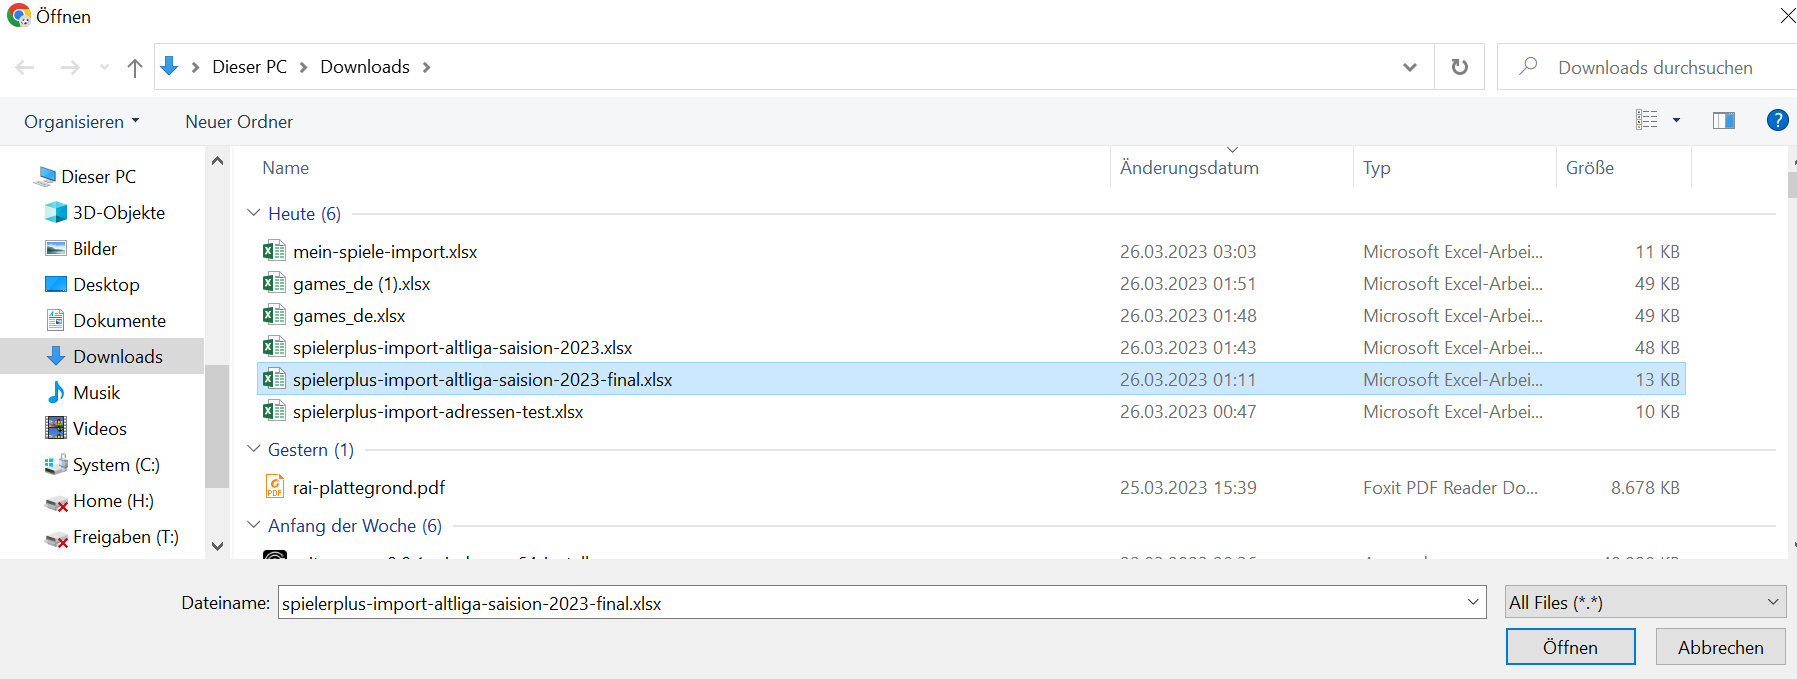 Öffnen
Dieser PC Downloads
Downloads durchsuchen
Organisieren Neuer Ordner
Name Änderungsdatum Typ Größe
Dieser PC
3D-Objekte
Bilder
Desktop
Dokumente
Downloads
Musik
Videos
System (C:)
Home (H:)
Freigaben (T:)
Heute (6)
mein-spiele-import.xlsx 26.03.2023 03:03 Microsoft Excel-Arbei... 11 KB
games_de (1).xlsx 26.03.2023 01:51 Microsoft Excel-Arbei... 49 KB
games_de.xlsx 26.03.2023 01:48 Microsoft Excel-Arbei... 49 KB
spielerplus-import-altliga-saision-2023.xlsx 26.03.2023 01:43 Microsoft Excel-Arbei... 48 KB
spielerplus-import-altliga-saision-2023-final.xlsx 26.03.2023 01:11 Microsoft Excel-Arbei... 13 KB
spielerplus-import-adressen-test.xlsx 26.03.2023 00:47 Microsoft Excel-Arbei... 10 KB
Gestern (1)
rai-plattegrond.pdf 25.03.2023 15:39 Foxit PDF Reader Do... 8.678 KB
Anfang der Woche (6)
Dateiname: spielerplus-import-altliga-saision-2023-final.xlsx All Files (*.*)
Öffnen Abbrechen